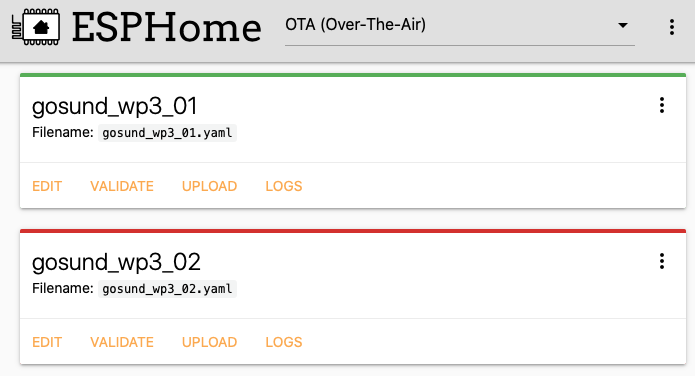 ESPHome
OTA (Over-The-Air)
gosund_wp3_01
Filename: gosund_wp3_01.yaml
EDIT VALIDATE UPLOAD LOGS
gosund_wp3_02
Filename: gosund_wp3_02.yaml
EDIT VALIDATE UPLOAD LOGS